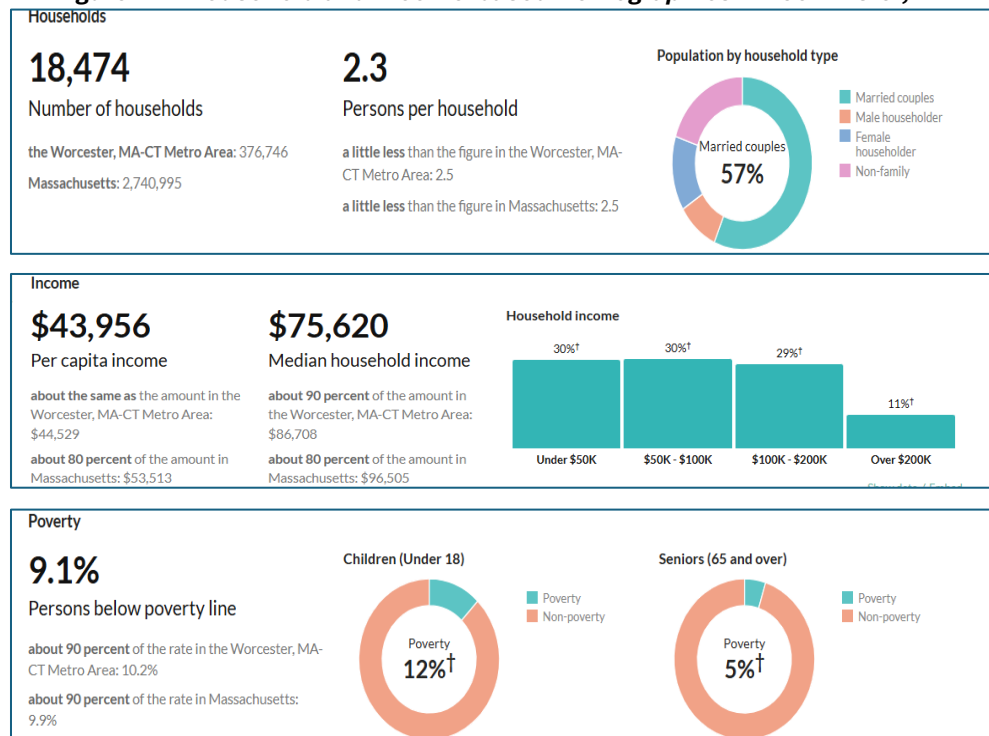 Households
18,474
Number of households
the Worcester, MA-CT Metro Area: 376,746
Massachusetts: 2,740,995
2.3
Persons per household
a little less than the figure in the Worcester, MA-
CT Metro Area: 2.5
a little less than the figure in Massachusetts: 2.5
Population by household type
Married couples
57%
Married couples
Male householder
Female
householder
Non-family
Income
$43,956
Per capita income
about the same as the amount in the
Worcester, MA-CT Metro Area:
$44,529
about 80 percent of the amount in
Massachusetts: $53,513
$75,620
Median household income
about 90 percent of the amount in
the Worcester, MA-CT Metro Area:
$86,708
about 80 percent of the amount in
Massachusetts: $96,505
Household income
30%† 30%† 29%† 11%†
Under $50K $50K - $100K $100K - $200K Over $200K
Poverty
9.1%
Persons below poverty line
about 90 percent of the rate in the Worcester, MA-
CT Metro Area: 10.2%
about 90 percent of the rate in Massachusetts:
9.9%
Children (Under 18)
Poverty
12%†
Poverty
Non-poverty
Seniors (65 and over)
Poverty
5%†
Poverty
Non-poverty